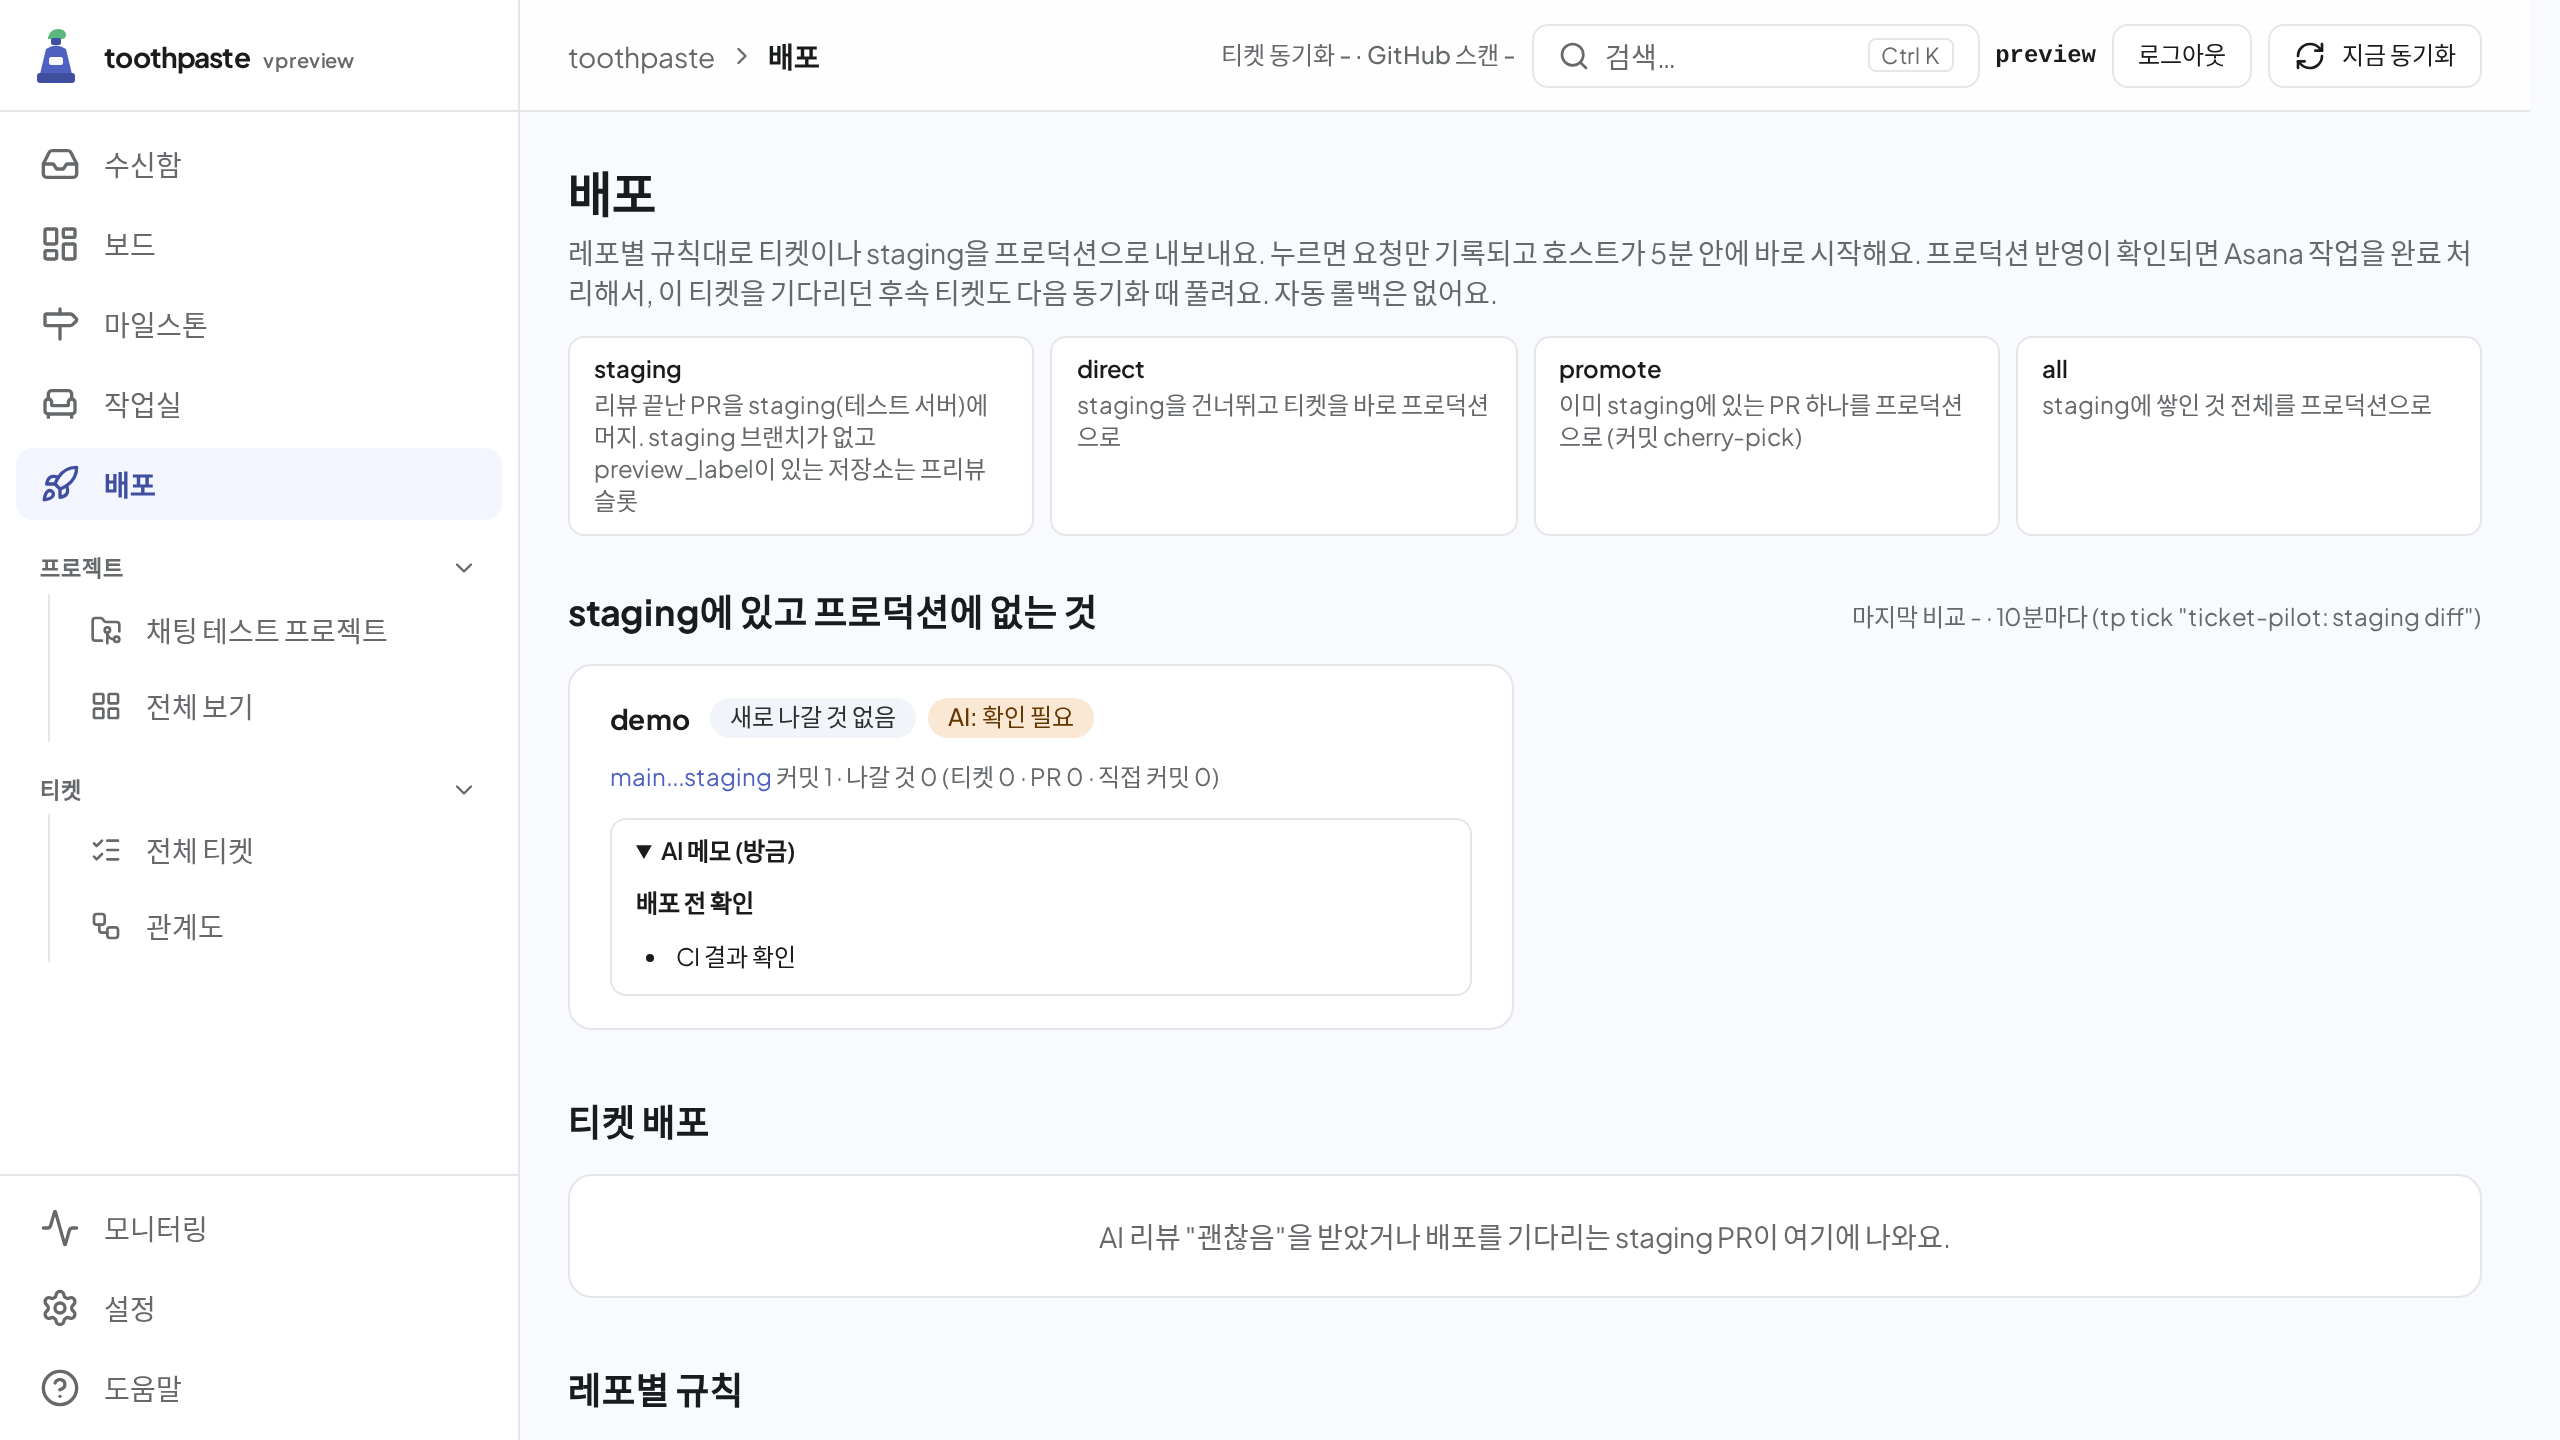 toothpaste vpreview
수신함
보드
마일스톤
작업실
배포
프로젝트
채팅 테스트 프로젝트
전체 보기
티켓
전체 티켓
관계도
모니터링
설정
도움말
toothpaste > 배포
티켓 동기화 - · GitHub 스캔 -
검색... Ctrl K
preview
로그아웃
지금 동기화
배포
레포별 규칙대로 티켓이나 staging을 프로덕션으로 내보내요. 누르면 요청만 기록되고 호스트가 5분 안에 바로 시작해요. 프로덕션 반영이 확인되면 Asana 작업을 완료 처
리해서, 이 티켓을 기다리던 후속 티켓도 다음 동기화 때 풀려요. 자동 롤백은 없어요.
staging
리뷰 끝난 PR을 staging(테스트 서버)에
머지. staging 브랜치가 없고
preview_label이 있는 저장소는 프리뷰
슬롯
direct
staging을 건너뛰고 티켓을 바로 프로덕션
으로
promote
이미 staging에 있는 PR 하나를 프로덕션
으로 (커밋 cherry-pick)
all
staging에 쌓인 것 전체를 프로덕션으로
staging에 있고 프로덕션에 없는 것
마지막 비교 - · 10분마다 (tp tick "ticket-pilot: staging diff")
demo 새로 나갈 것 없음 AI: 확인 필요
main...staging 커밋 1 · 나갈 것 0 (티켓 0 · PR 0 · 직접 커밋 0)
▼ AI 메모 (방금)
배포 전 확인
• CI 결과 확인
티켓 배포
AI 리뷰 "괜찮음"을 받았거나 배포를 기다리는 staging PR이 여기에 나와요.
레포별 규칙